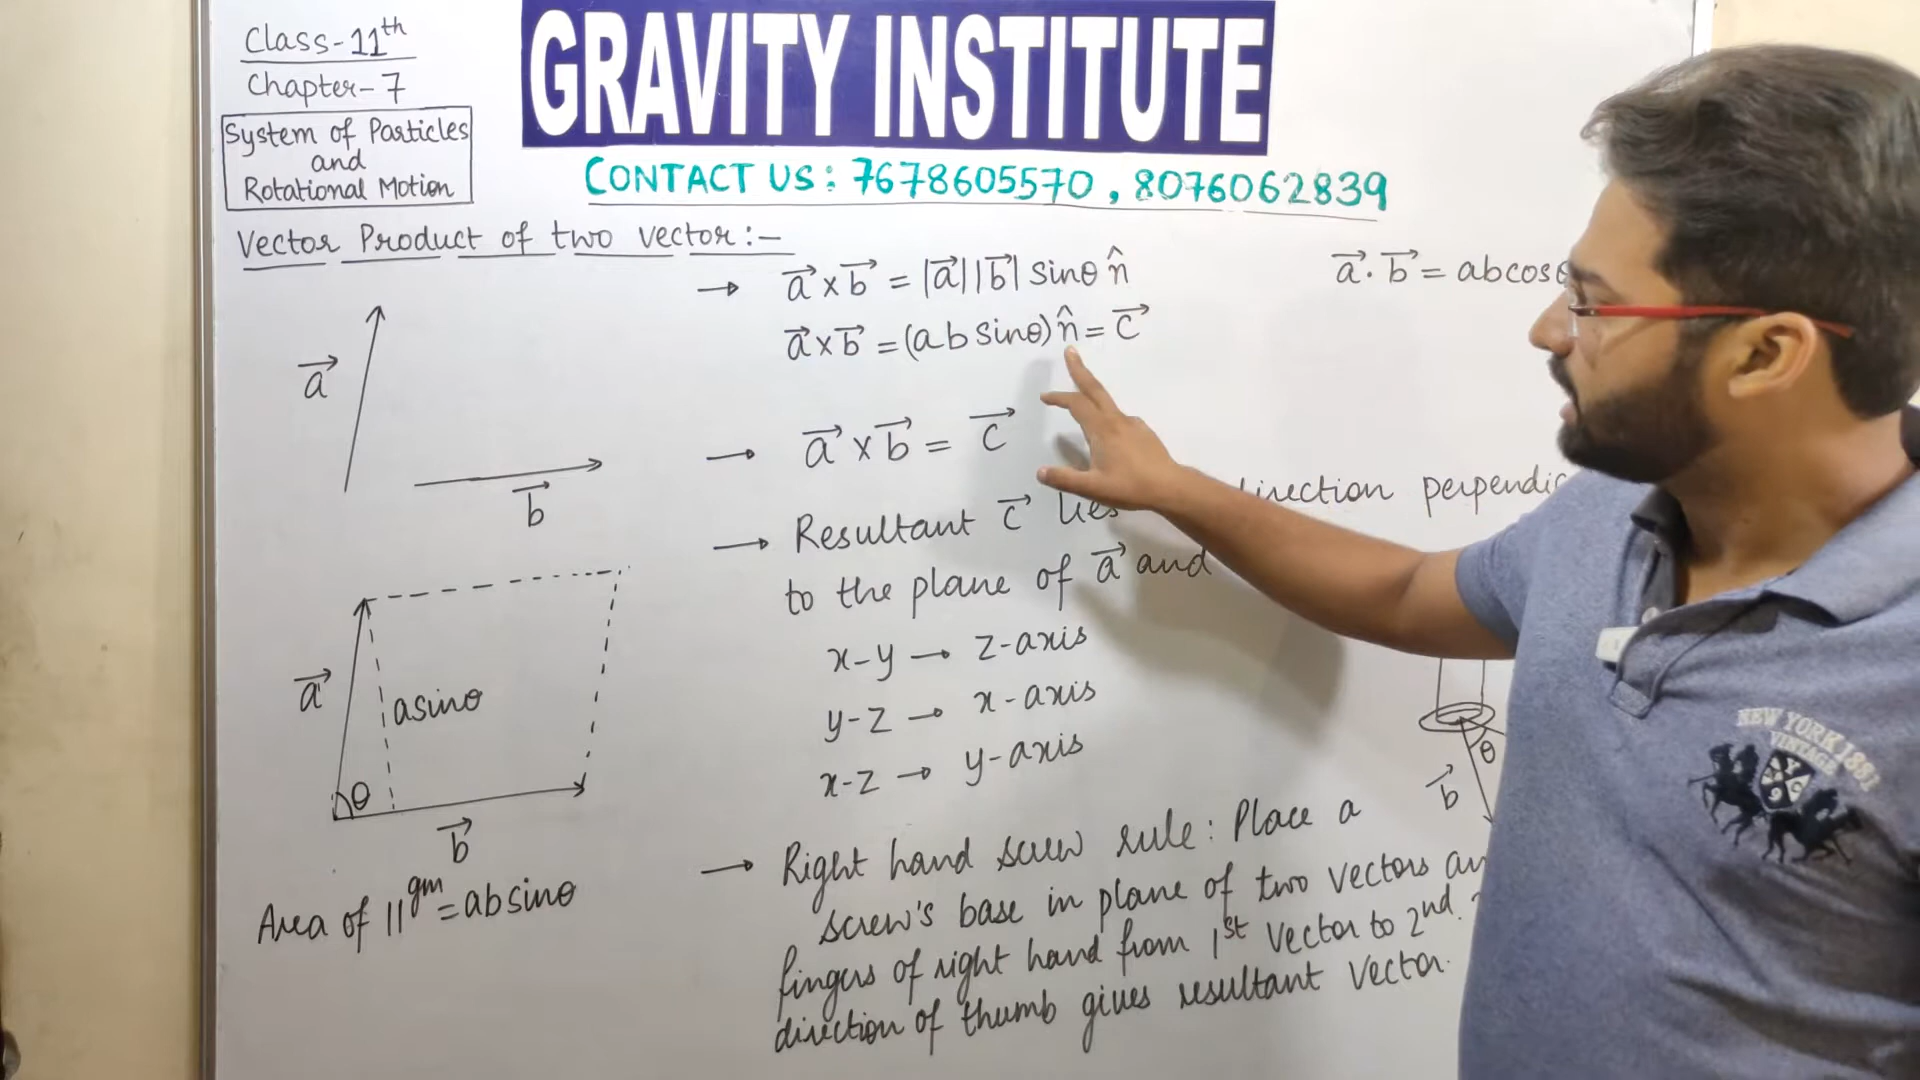 Class-11th
Chapter-7
System of Particles
and
Rotational Motion
GRAVITY INSTITUTE
CONTACT US: 7678605570, 8076062839
Vector Product of two vector:-
a⃗
b⃗
a⃗
asinθ
θ
b⃗
Area of ||gm = absinθ
→ a⃗ × b⃗ = |a⃗||b⃗| sinθ n̂
a⃗ × b⃗ = (ab sinθ) n̂ = c⃗
a⃗ · b⃗ = abcosθ
→ a⃗ × b⃗ = c⃗
→ Resultant c⃗ lies direction
to the plane of a⃗ and
x-y → z-axis
y-z → x-axis
x-z → y-axis
→ Right hand screw rule: Place a
screw's base in plane of two vectors
fingers of right hand from 1st vector to 2nd.
direction of thumb gives resultant vector.
θ
b⃗
NEW YORK 1881
VINTAGE